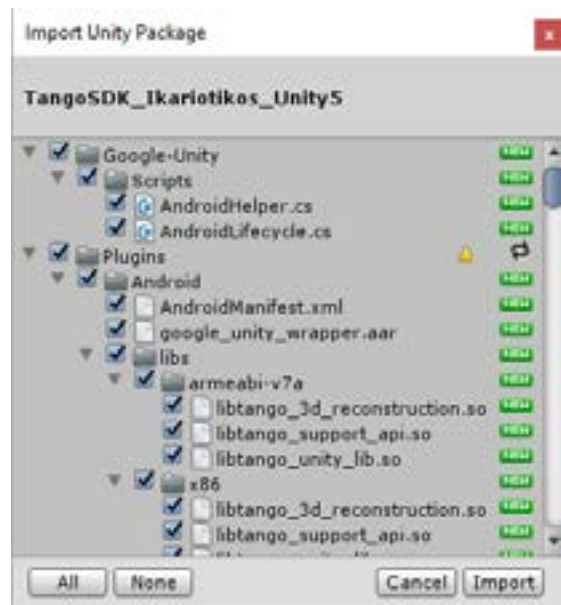 Import Unity Package
x
TangoSDK_Ikariotikos_Unity5
Google-Unity NEW
Scripts NEW
AndroidHelper.cs NEW
AndroidLifecycle.cs NEW
Plugins
Android NEW
AndroidManifest.xml NEW
google_unity_wrapper.aar NEW
libs NEW
armeabi-v7a NEW
libtango_3d_reconstruction.so NEW
libtango_support_api.so NEW
libtango_unity_lib.so NEW
x86 NEW
libtango_3d_reconstruction.so NEW
libtango_support_api.so NEW
All None Cancel Import